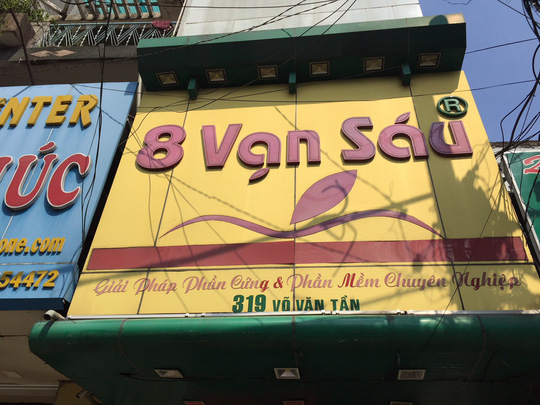 8 Vạn Sáu ®
Giải Pháp Phần Cứng & Phần Mềm Chuyên Nghiệp
319 VÕ VĂN TẦN
ENTER
ÚC
one.com
54472